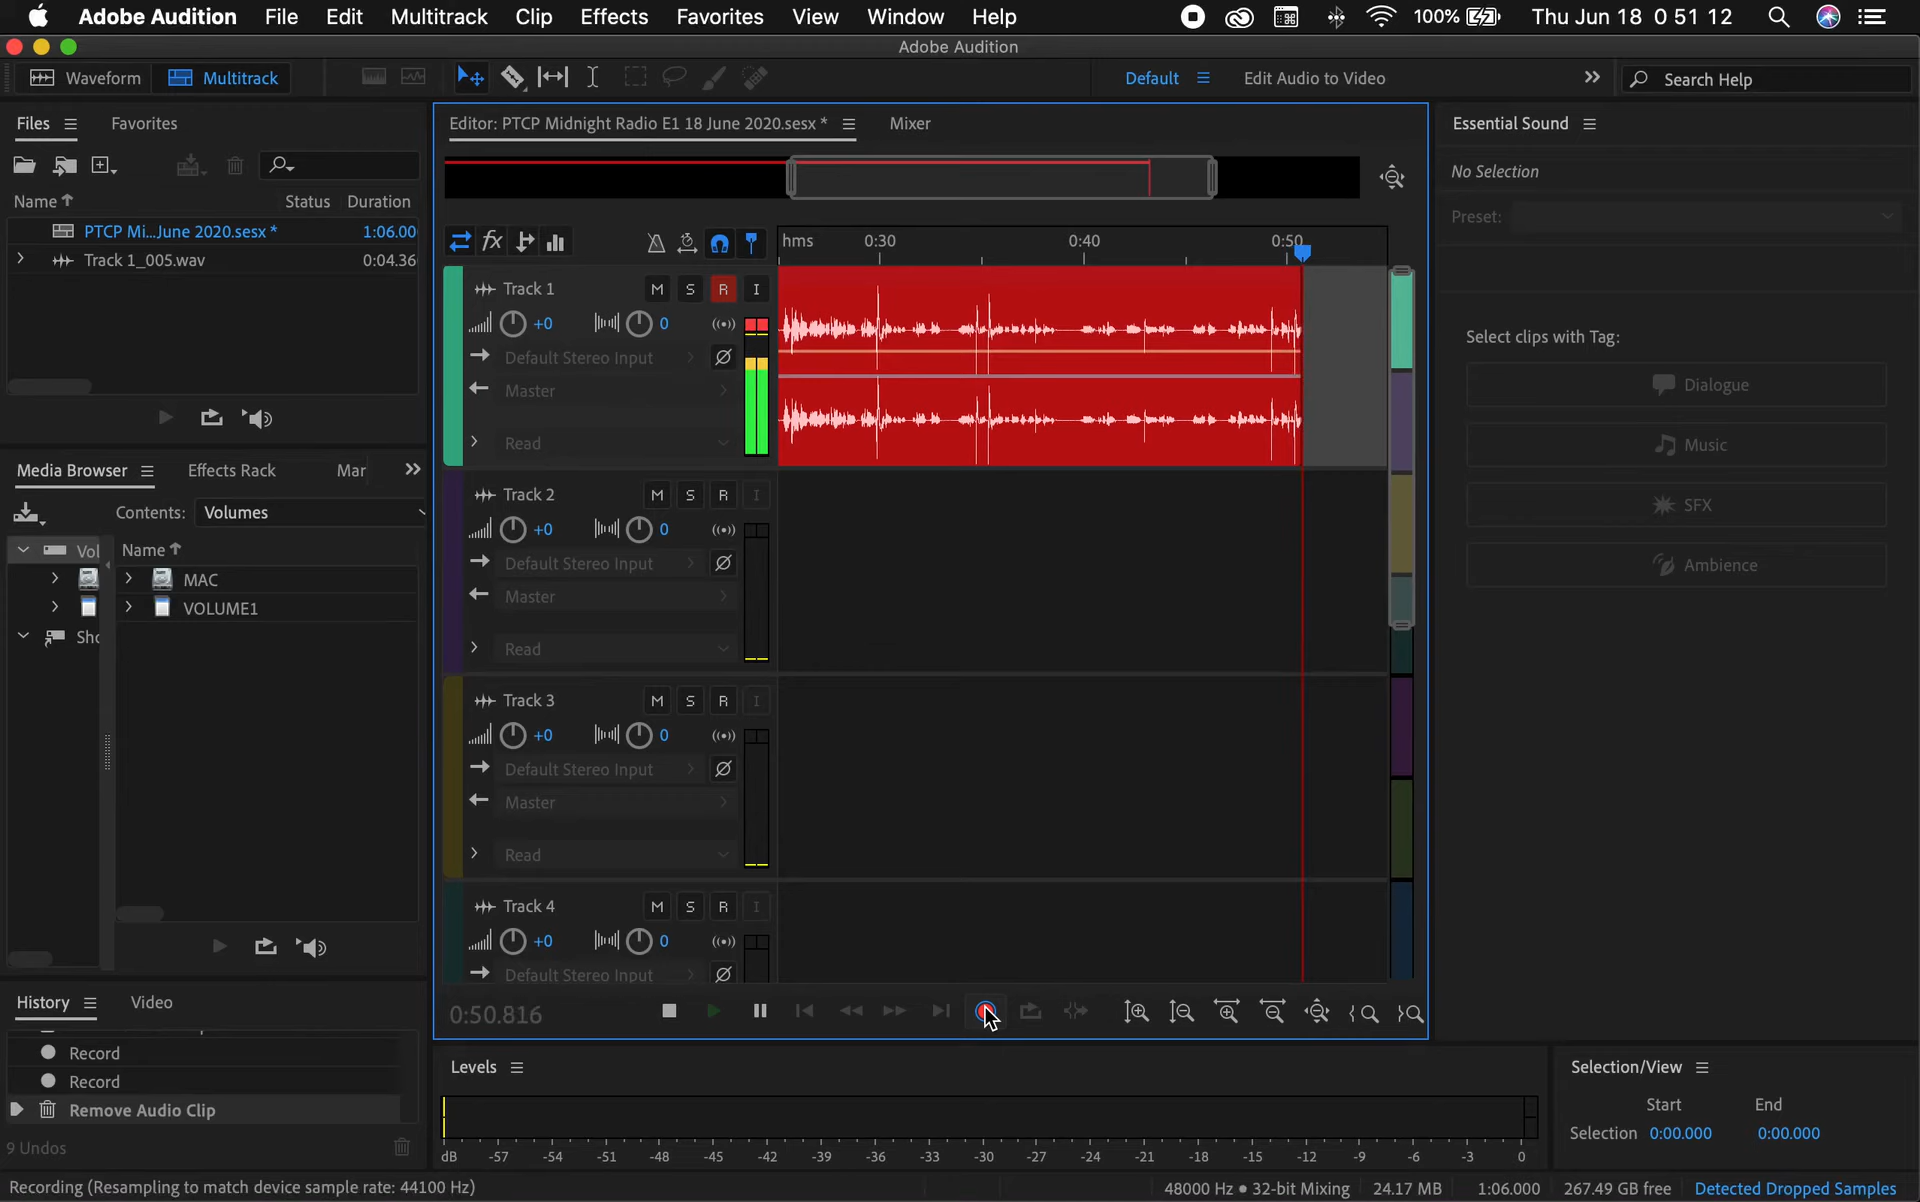 Adobe Audition File Edit Multitrack Clip Effects Favorites View Window Help 100% Thu Jun 18 0 51 12
Adobe Audition
Waveform Multitrack Default Edit Audio to Video Search Help
Files Favorites
Name Status Duration
PTCP Mi...June 2020.sesx * 1:06.00
Track 1_005.wav 0:04.36
Media Browser Effects Rack Mar
Contents: Volumes
Vol Name
MAC
VOLUME1
Sho
History Video
Record
Record
Remove Audio Clip
9 Undos
Editor: PTCP Midnight Radio E1 18 June 2020.sesx * Mixer
fx hms 0:30 0:40 0:50
Track 1 M S R I
+0 0
Default Stereo Input
Master
Read
Track 2 M S R I
+0 0
Default Stereo Input
Master
Read
Track 3 M S R I
+0 0
Default Stereo Input
Master
Read
Track 4 M S R I
+0 0
Default Stereo Input
0:50.816
Levels
dB -57 -54 -51 -48 -45 -42 -39 -36 -33 -30 -27 -24 -21 -18 -15 -12 -9 -6 -3 0
Essential Sound
No Selection
Preset:
Select clips with Tag:
Dialogue
Music
SFX
Ambience
Selection/View
Start End
Selection 0:00.000 0:00.000
Recording (Resampling to match device sample rate: 44100 Hz) 48000 Hz • 32-bit Mixing 24.17 MB 1:06.000 267.49 GB free Detected Dropped Samples